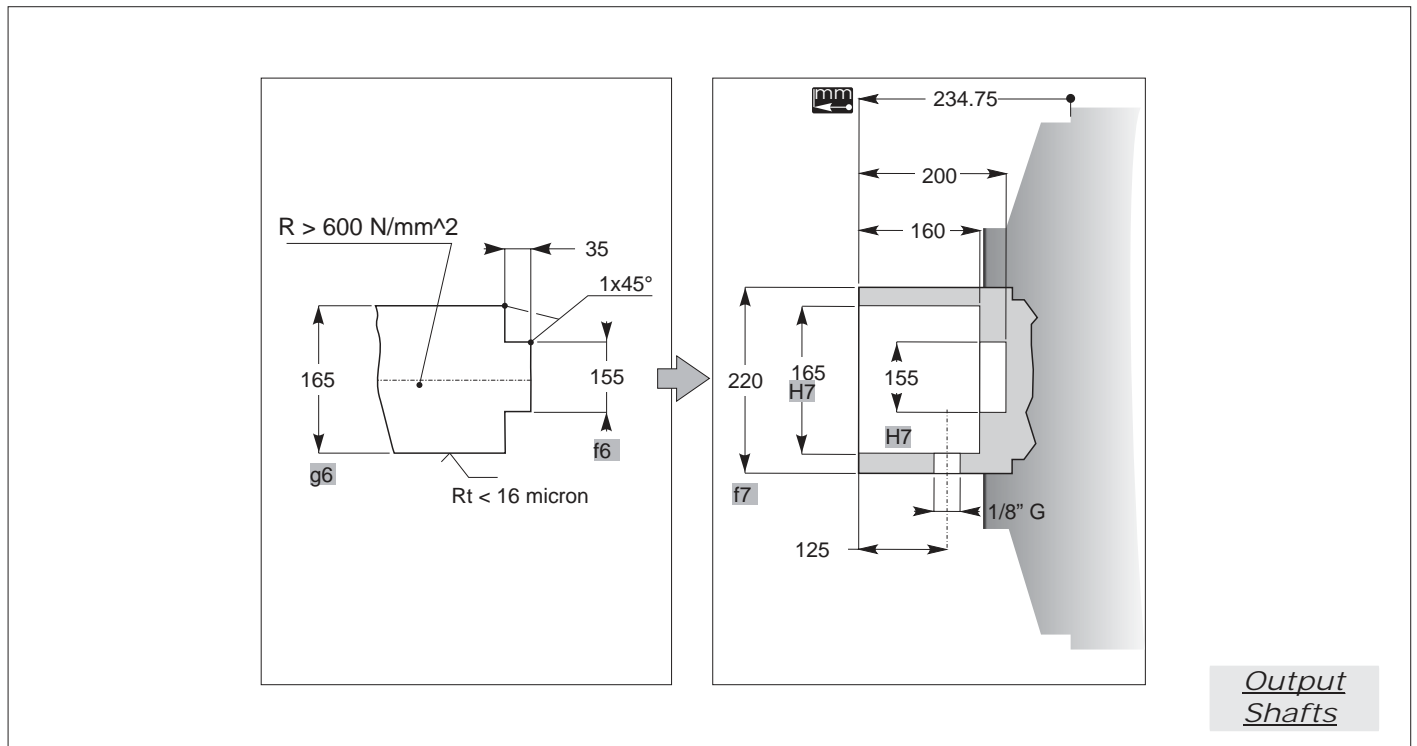 R > 600 N/mm^2
35
1x45°
165
g6
155
f6
Rt < 16 micron
mm
234.75
200
160
220
f7
165
H7
155
H7
1/8” G
125
Output
Shafts